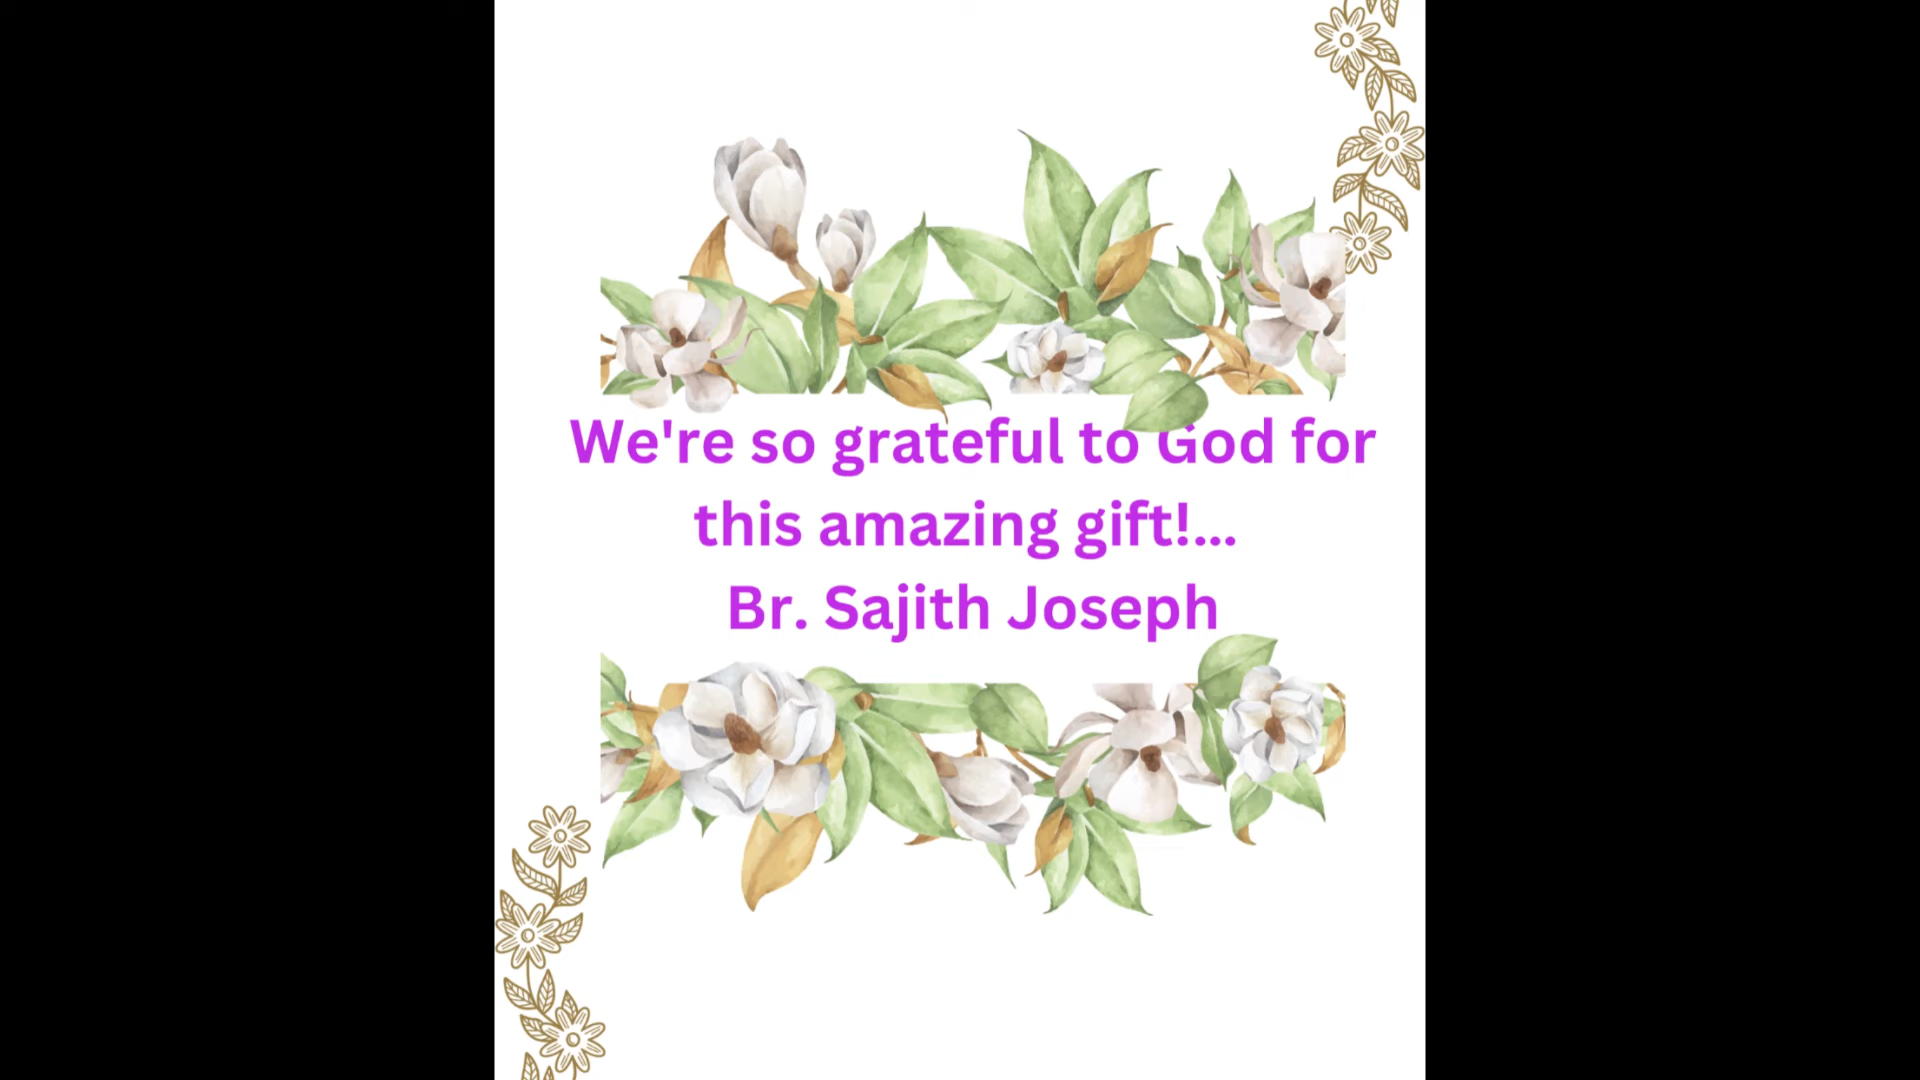 We're so grateful to God for
this amazing gift!...
Br. Sajith Joseph